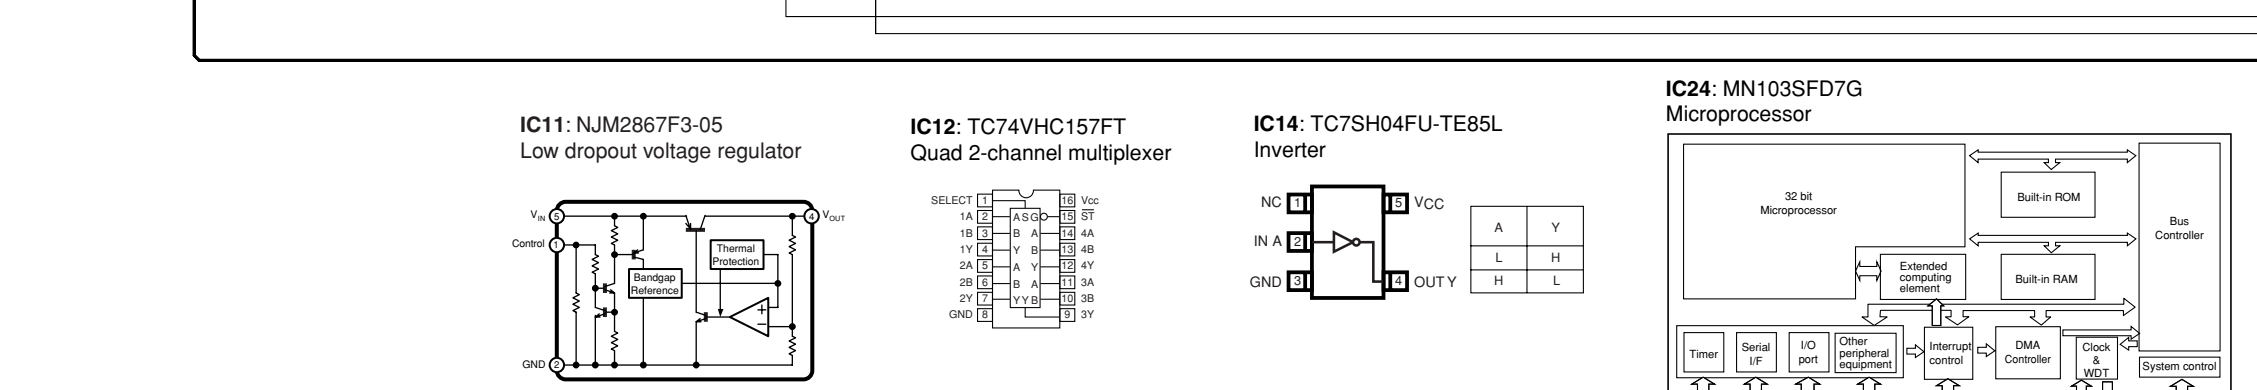 IC11: NJM2867F3-05
Low dropout voltage regulator
VIN 5
4 VOUT
Control 1
Thermal
Protection
Bandgap
Reference
+
−
GND 2
IC12: TC74VHC157FT
Quad 2-channel multiplexer
SELECT 1 16 Vcc
1A 2 A S G 15 S̅T̅
1B 3 B A 14 4A
1Y 4 Y B 13 4B
2A 5 A Y 12 4Y
2B 6 B A 11 3A
2Y 7 Y Y B 10 3B
GND 8 9 3Y
IC14: TC7SH04FU-TE85L
Inverter
NC 1 5 VCC
IN A 2
GND 3 4 OUT Y
A Y
L H
H L
IC24: MN103SFD7G
Microprocessor
32 bit
Microprocessor
Built-in ROM
Bus
Controller
Extended
computing
element
Built-in RAM
Timer
Serial
I/F
I/O
port
Other
peripheral
equipment
Interrupt
control
DMA
Controller
Clock
&
WDT
System control